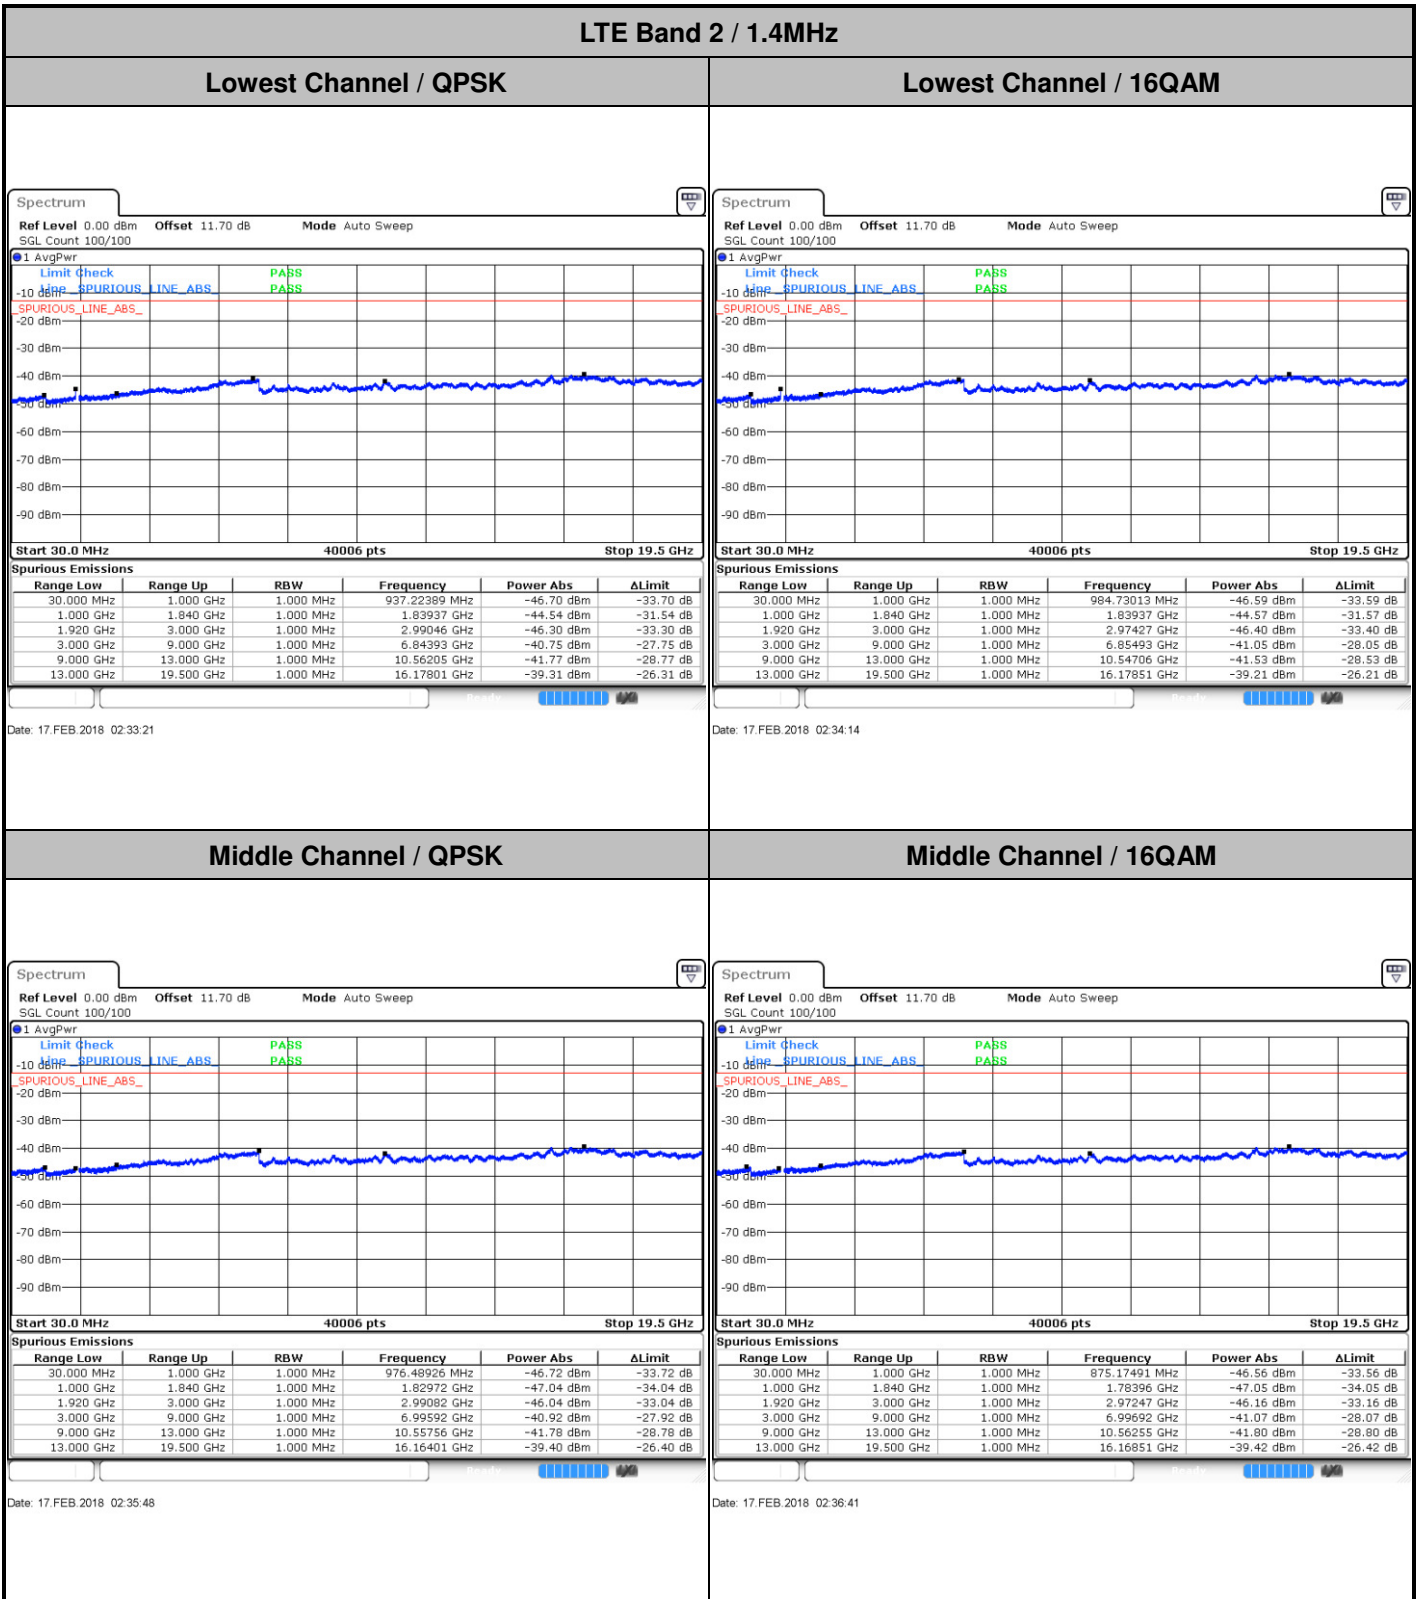 LTE Band 2 / 1.4MHz
Lowest Channel / QPSK
Lowest Channel / 16QAM
Spectrum
Ref Level 0.00 dBm Offset 11.70 dB Mode Auto Sweep
SGL Count 100/100
1 AvgPwr
Limit Check PASS
Line _SPURIOUS_LINE_ABS_ PASS
-10 dBm
_SPURIOUS_LINE_ABS_
-20 dBm
-30 dBm
-40 dBm
-50 dBm
-60 dBm
-70 dBm
-80 dBm
-90 dBm
Start 30.0 MHz 40006 pts Stop 19.5 GHz
Spurious Emissions
Range Low Range Up RBW Frequency Power Abs ΔLimit
30.000 MHz 1.000 GHz 1.000 MHz 937.22389 MHz -46.70 dBm -33.70 dB
1.000 GHz 1.840 GHz 1.000 MHz 1.83937 GHz -44.54 dBm -31.54 dB
1.920 GHz 3.000 GHz 1.000 MHz 2.99046 GHz -46.30 dBm -33.30 dB
3.000 GHz 9.000 GHz 1.000 MHz 6.84393 GHz -40.75 dBm -27.75 dB
9.000 GHz 13.000 GHz 1.000 MHz 10.56205 GHz -41.77 dBm -28.77 dB
13.000 GHz 19.500 GHz 1.000 MHz 16.17801 GHz -39.31 dBm -26.31 dB
Ready
Date: 17.FEB.2018 02:33:21
Spectrum
Ref Level 0.00 dBm Offset 11.70 dB Mode Auto Sweep
SGL Count 100/100
1 AvgPwr
Limit Check PASS
Line _SPURIOUS_LINE_ABS_ PASS
-10 dBm
_SPURIOUS_LINE_ABS_
-20 dBm
-30 dBm
-40 dBm
-50 dBm
-60 dBm
-70 dBm
-80 dBm
-90 dBm
Start 30.0 MHz 40006 pts Stop 19.5 GHz
Spurious Emissions
Range Low Range Up RBW Frequency Power Abs ΔLimit
30.000 MHz 1.000 GHz 1.000 MHz 984.73013 MHz -46.59 dBm -33.59 dB
1.000 GHz 1.840 GHz 1.000 MHz 1.83937 GHz -44.57 dBm -31.57 dB
1.920 GHz 3.000 GHz 1.000 MHz 2.97427 GHz -46.40 dBm -33.40 dB
3.000 GHz 9.000 GHz 1.000 MHz 6.85493 GHz -41.05 dBm -28.05 dB
9.000 GHz 13.000 GHz 1.000 MHz 10.54706 GHz -41.53 dBm -28.53 dB
13.000 GHz 19.500 GHz 1.000 MHz 16.17851 GHz -39.21 dBm -26.21 dB
Ready
Date: 17.FEB.2018 02:34:14
Middle Channel / QPSK
Middle Channel / 16QAM
Spectrum
Ref Level 0.00 dBm Offset 11.70 dB Mode Auto Sweep
SGL Count 100/100
1 AvgPwr
Limit Check PASS
Line _SPURIOUS_LINE_ABS_ PASS
-10 dBm
_SPURIOUS_LINE_ABS_
-20 dBm
-30 dBm
-40 dBm
-50 dBm
-60 dBm
-70 dBm
-80 dBm
-90 dBm
Start 30.0 MHz 40006 pts Stop 19.5 GHz
Spurious Emissions
Range Low Range Up RBW Frequency Power Abs ΔLimit
30.000 MHz 1.000 GHz 1.000 MHz 976.48926 MHz -46.72 dBm -33.72 dB
1.000 GHz 1.840 GHz 1.000 MHz 1.82972 GHz -47.04 dBm -34.04 dB
1.920 GHz 3.000 GHz 1.000 MHz 2.99082 GHz -46.04 dBm -33.04 dB
3.000 GHz 9.000 GHz 1.000 MHz 6.99592 GHz -40.92 dBm -27.92 dB
9.000 GHz 13.000 GHz 1.000 MHz 10.55756 GHz -41.78 dBm -28.78 dB
13.000 GHz 19.500 GHz 1.000 MHz 16.16401 GHz -39.40 dBm -26.40 dB
Ready
Date: 17.FEB.2018 02:35:48
Spectrum
Ref Level 0.00 dBm Offset 11.70 dB Mode Auto Sweep
SGL Count 100/100
1 AvgPwr
Limit Check PASS
Line _SPURIOUS_LINE_ABS_ PASS
-10 dBm
_SPURIOUS_LINE_ABS_
-20 dBm
-30 dBm
-40 dBm
-50 dBm
-60 dBm
-70 dBm
-80 dBm
-90 dBm
Start 30.0 MHz 40006 pts Stop 19.5 GHz
Spurious Emissions
Range Low Range Up RBW Frequency Power Abs ΔLimit
30.000 MHz 1.000 GHz 1.000 MHz 875.17491 MHz -46.56 dBm -33.56 dB
1.000 GHz 1.840 GHz 1.000 MHz 1.78396 GHz -47.05 dBm -34.05 dB
1.920 GHz 3.000 GHz 1.000 MHz 2.97247 GHz -46.16 dBm -33.16 dB
3.000 GHz 9.000 GHz 1.000 MHz 6.99692 GHz -41.07 dBm -28.07 dB
9.000 GHz 13.000 GHz 1.000 MHz 10.56255 GHz -41.80 dBm -28.80 dB
13.000 GHz 19.500 GHz 1.000 MHz 16.16851 GHz -39.42 dBm -26.42 dB
Ready
Date: 17.FEB.2018 02:36:41